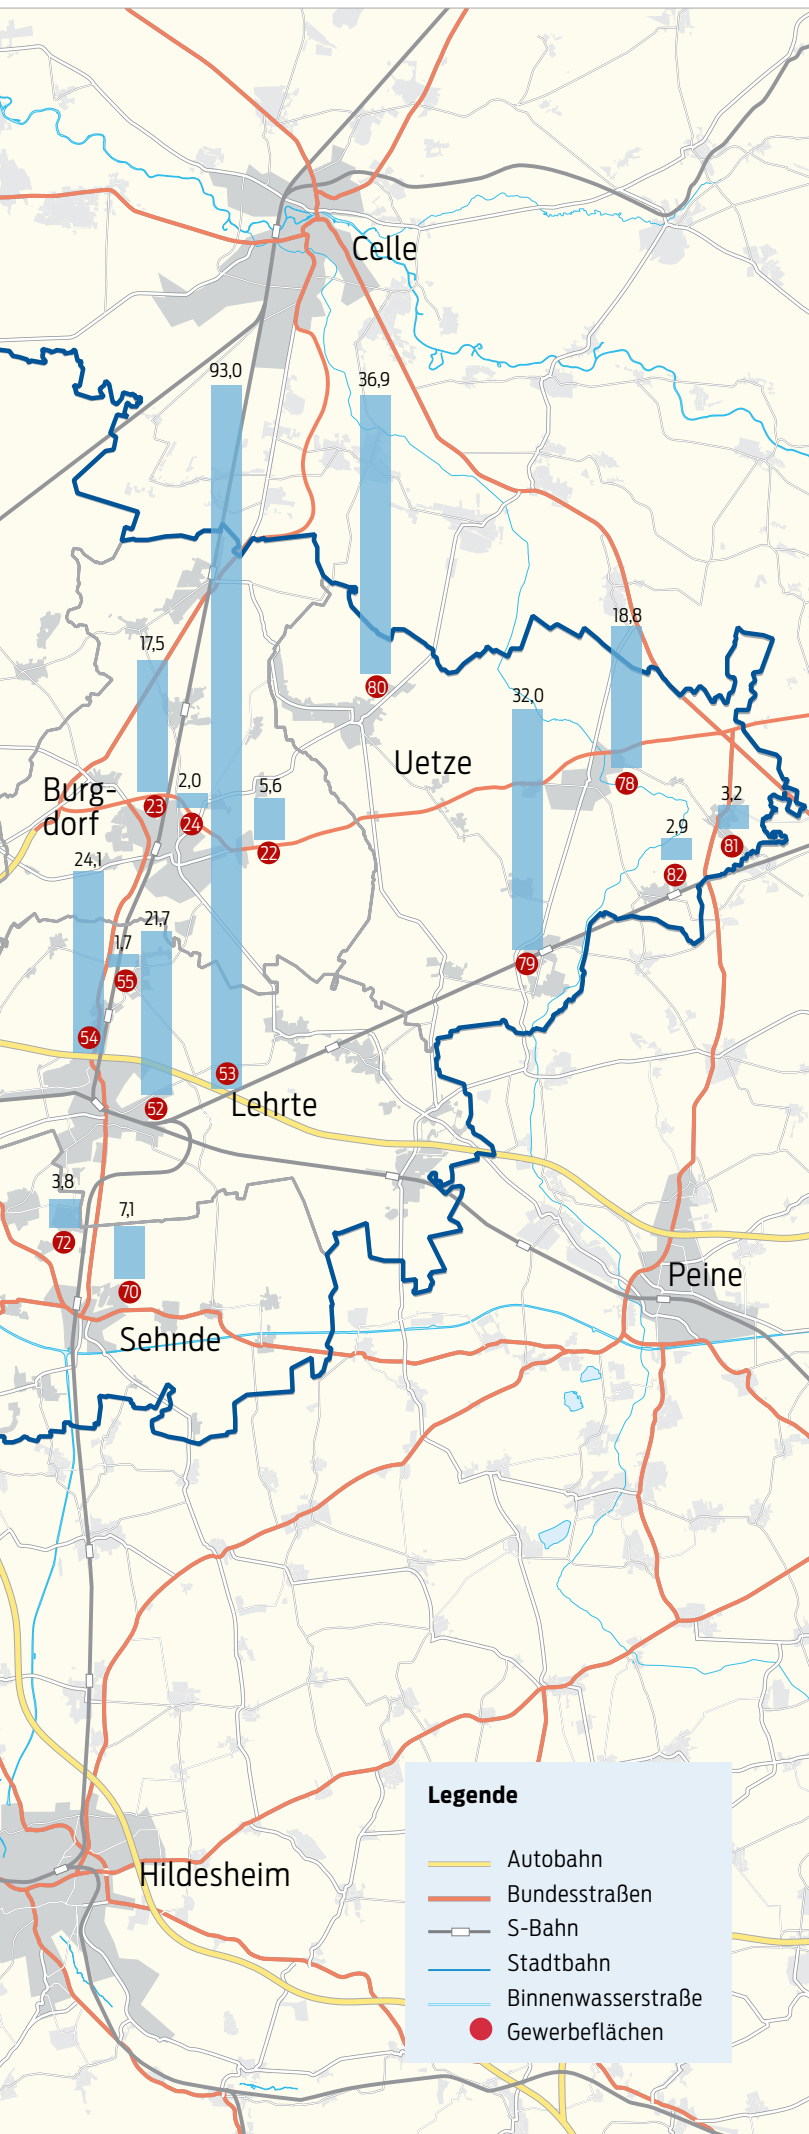 Celle
93,0
36,9
80
18,8
78
17,5
23
32,0
79
Uetze
Burg-
dorf
2,0
24
5,6
22
3,2
81
2,9
82
24,1
54
21,7
52
1,7
55
53
Lehrte
3,8
72
7,1
70
Sehnde
Peine
Hildesheim
Legende
Autobahn
Bundesstraßen
S-Bahn
Stadtbahn
Binnenwasserstraße
Gewerbeflächen